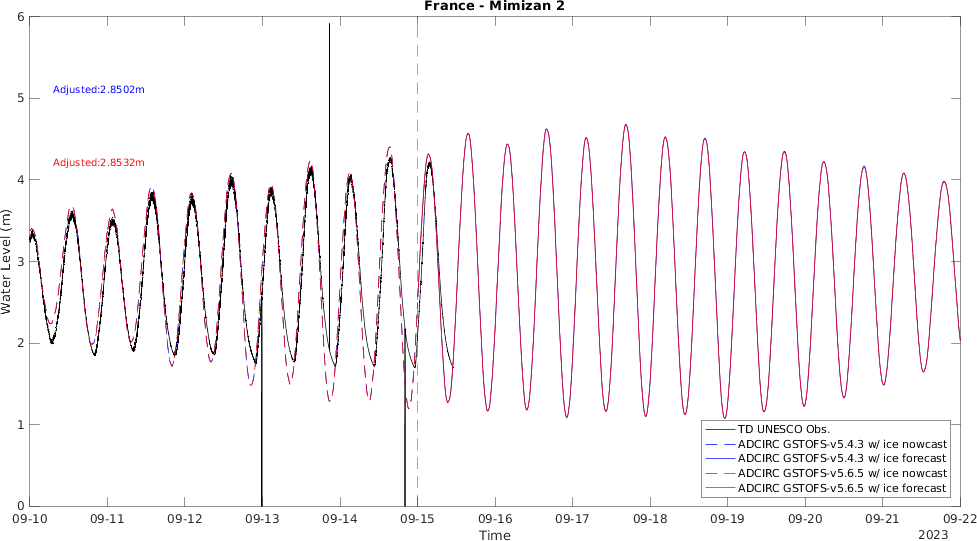 France - Mimizan 2
6
5
4
3
2
1
0
Water Level (m)
Adjusted:2.8502m
Adjusted:2.8532m
TD UNESCO Obs.
ADCIRC GSTOFS-v5.4.3 w/ ice nowcast
ADCIRC GSTOFS-v5.4.3 w/ ice forecast
ADCIRC GSTOFS-v5.6.5 w/ ice nowcast
ADCIRC GSTOFS-v5.6.5 w/ ice forecast
09-10 09-11 09-12 09-13 09-14 09-15 09-16 09-17 09-18 09-19 09-20 09-21 09-22
Time
2023